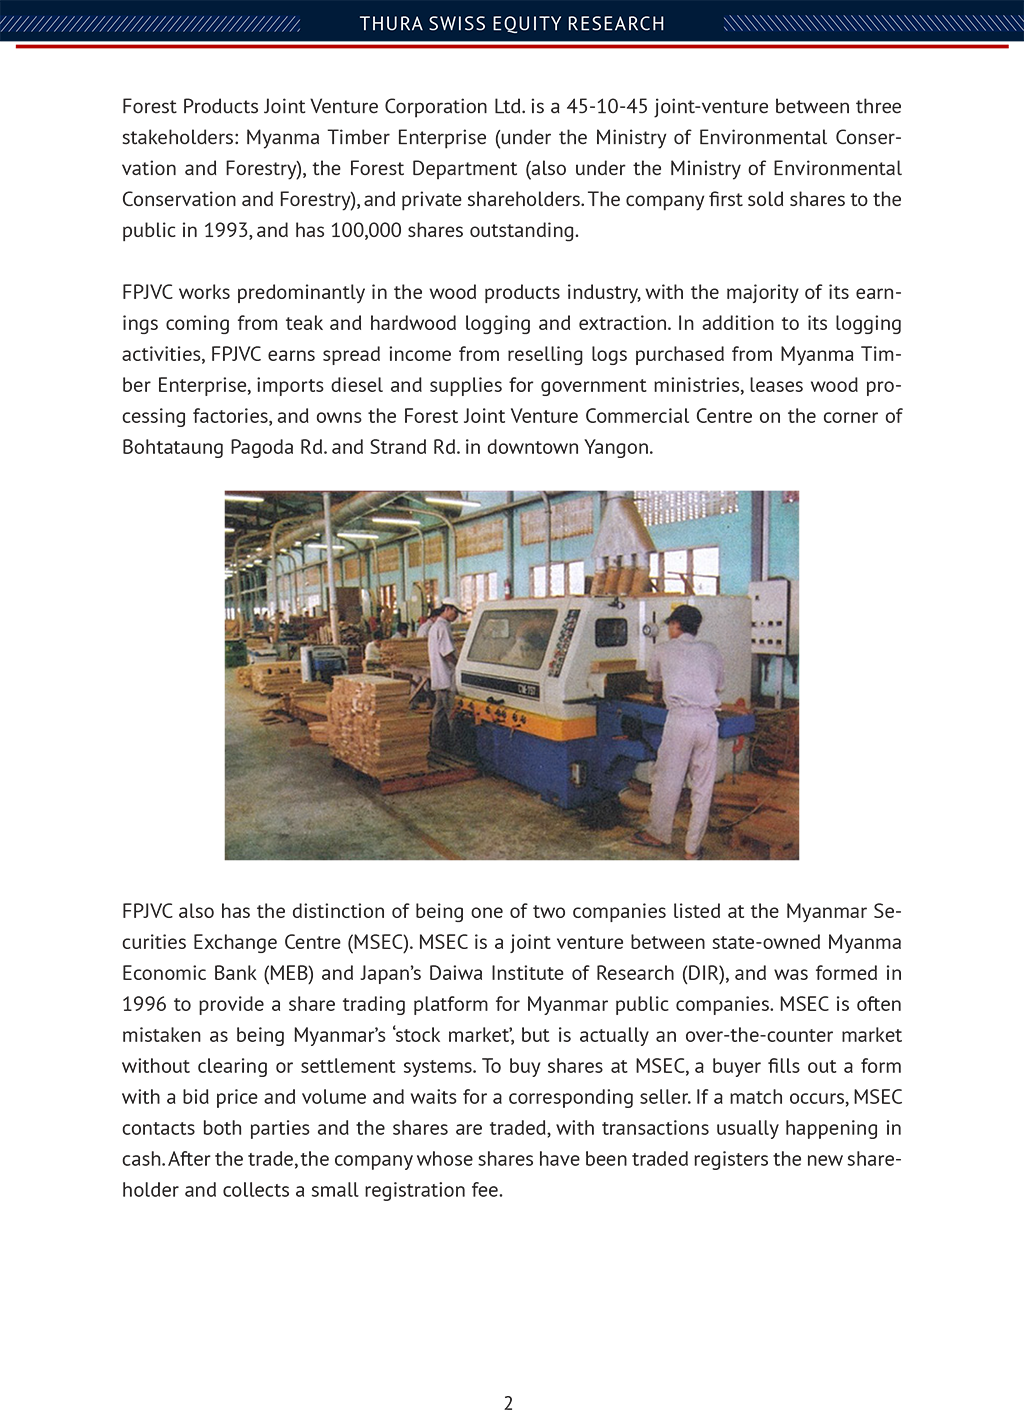 THURA SWISS EQUITY RESEARCH
Forest Products Joint Venture Corporation Ltd. is a 45-10-45 joint-venture between three
stakeholders: Myanma Timber Enterprise (under the Ministry of Environmental Conser-
vation and Forestry), the Forest Department (also under the Ministry of Environmental
Conservation and Forestry), and private shareholders. The company first sold shares to the
public in 1993, and has 100,000 shares outstanding.
FPJVC works predominantly in the wood products industry, with the majority of its earn-
ings coming from teak and hardwood logging and extraction. In addition to its logging
activities, FPJVC earns spread income from reselling logs purchased from Myanma Tim-
ber Enterprise, imports diesel and supplies for government ministries, leases wood pro-
cessing factories, and owns the Forest Joint Venture Commercial Centre on the corner of
Bohtataung Pagoda Rd. and Strand Rd. in downtown Yangon.
FPJVC also has the distinction of being one of two companies listed at the Myanmar Se-
curities Exchange Centre (MSEC). MSEC is a joint venture between state-owned Myanma
Economic Bank (MEB) and Japan’s Daiwa Institute of Research (DIR), and was formed in
1996 to provide a share trading platform for Myanmar public companies. MSEC is often
mistaken as being Myanmar’s ‘stock market’, but is actually an over-the-counter market
without clearing or settlement systems. To buy shares at MSEC, a buyer fills out a form
with a bid price and volume and waits for a corresponding seller. If a match occurs, MSEC
contacts both parties and the shares are traded, with transactions usually happening in
cash. After the trade, the company whose shares have been traded registers the new share-
holder and collects a small registration fee.
2